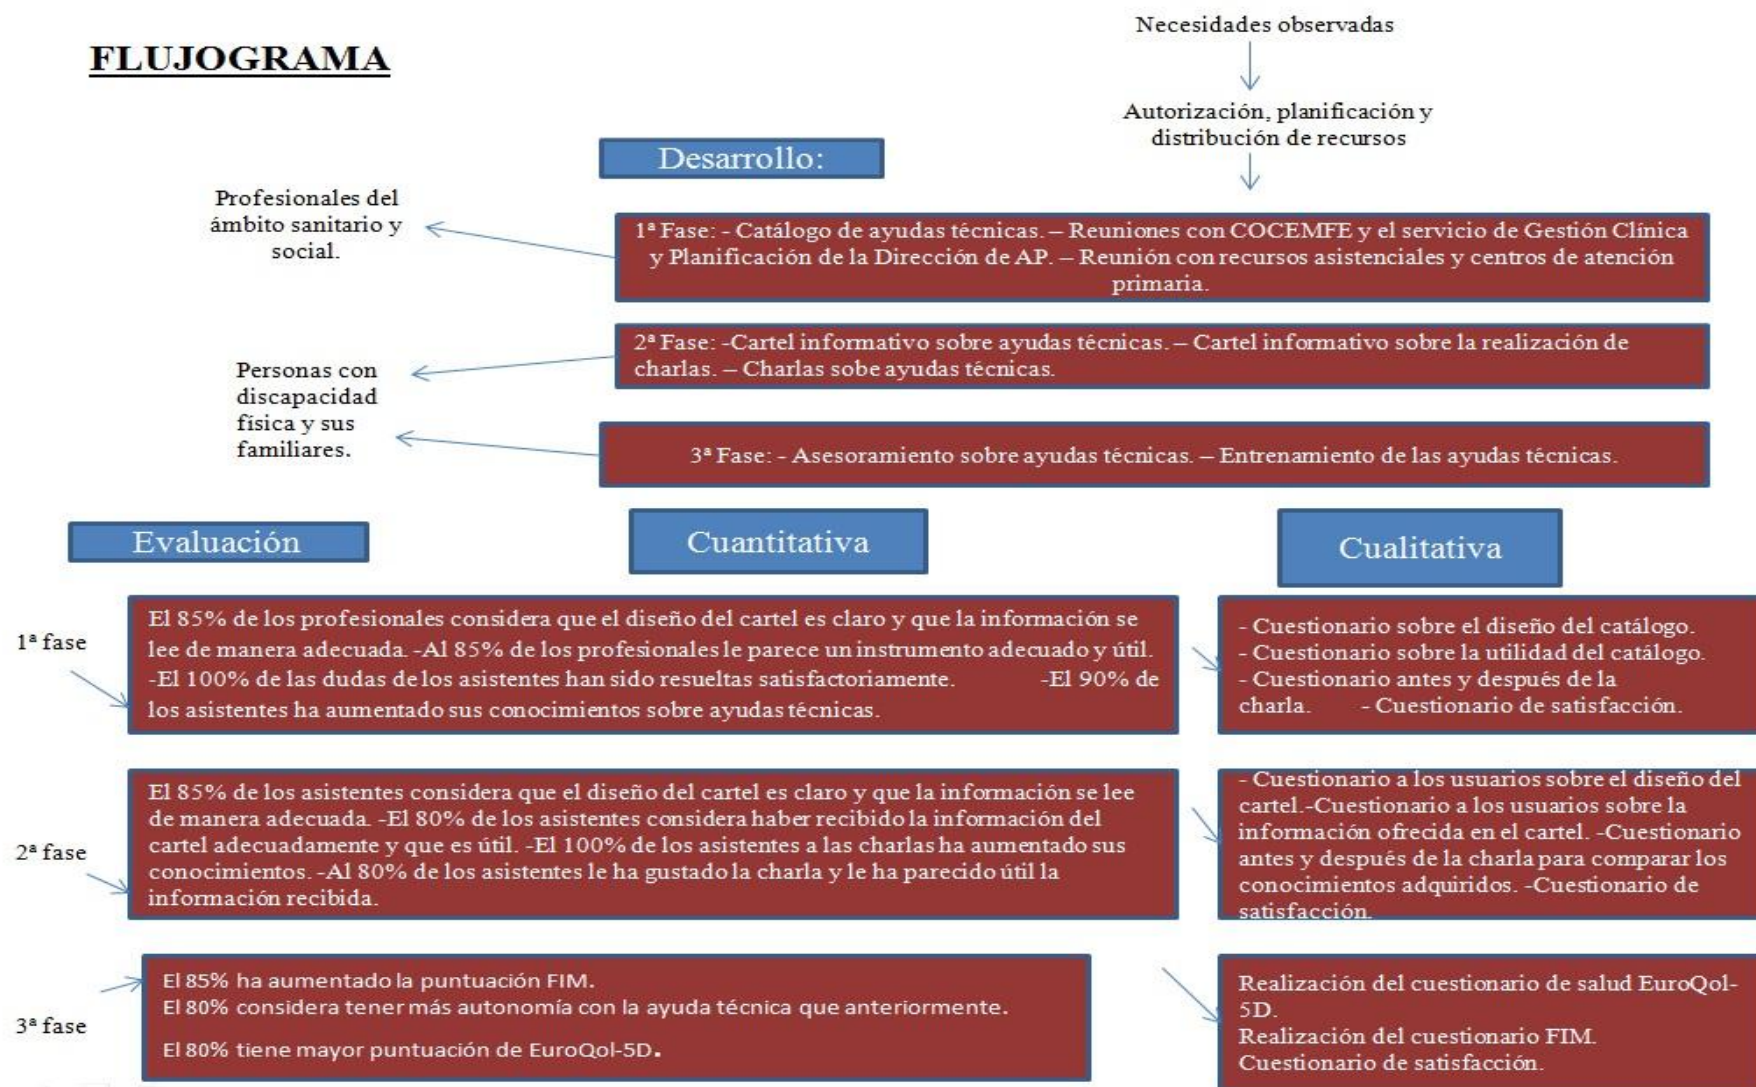 FLUJOGRAMA
Necesidades observadas
Autorización, planificación y
distribución de recursos
Desarrollo:
Profesionales del
ámbito sanitario y
social.
1ª Fase: - Catálogo de ayudas técnicas. – Reuniones con COCEMFE y el servicio de Gestión Clínica
y Planificación de la Dirección de AP. – Reunión con recursos asistenciales y centros de atención
primaria.
2ª Fase: -Cartel informativo sobre ayudas técnicas. – Cartel informativo sobre la realización de
charlas. – Charlas sobe ayudas técnicas.
Personas con
discapacidad
física y sus
familiares.
3ª Fase: - Asesoramiento sobre ayudas técnicas. – Entrenamiento de las ayudas técnicas.
Evaluación
Cuantitativa
Cualitativa
1ª fase
El 85% de los profesionales considera que el diseño del cartel es claro y que la información se
lee de manera adecuada. -Al 85% de los profesionales le parece un instrumento adecuado y útil.
-El 100% de las dudas de los asistentes han sido resueltas satisfactoriamente. -El 90% de
los asistentes ha aumentado sus conocimientos sobre ayudas técnicas.
- Cuestionario sobre el diseño del catálogo.
- Cuestionario sobre la utilidad del catálogo.
- Cuestionario antes y después de la
charla. - Cuestionario de satisfacción.
2ª fase
El 85% de los asistentes considera que el diseño del cartel es claro y que la información se lee
de manera adecuada. -El 80% de los asistentes considera haber recibido la información del
cartel adecuadamente y que es útil. -El 100% de los asistentes a las charlas ha aumentado sus
conocimientos. -Al 80% de los asistentes le ha gustado la charla y le ha parecido útil la
información recibida.
- Cuestionario a los usuarios sobre el diseño del
cartel.-Cuestionario a los usuarios sobre la
información ofrecida en el cartel. -Cuestionario
antes y después de la charla para comparar los
conocimientos adquiridos. -Cuestionario de
satisfacción.
3ª fase
El 85% ha aumentado la puntuación FIM.
El 80% considera tener más autonomía con la ayuda técnica que anteriormente.
El 80% tiene mayor puntuación de EuroQol-5D.
Realización del cuestionario de salud EuroQol-
5D.
Realización del cuestionario FIM.
Cuestionario de satisfacción.